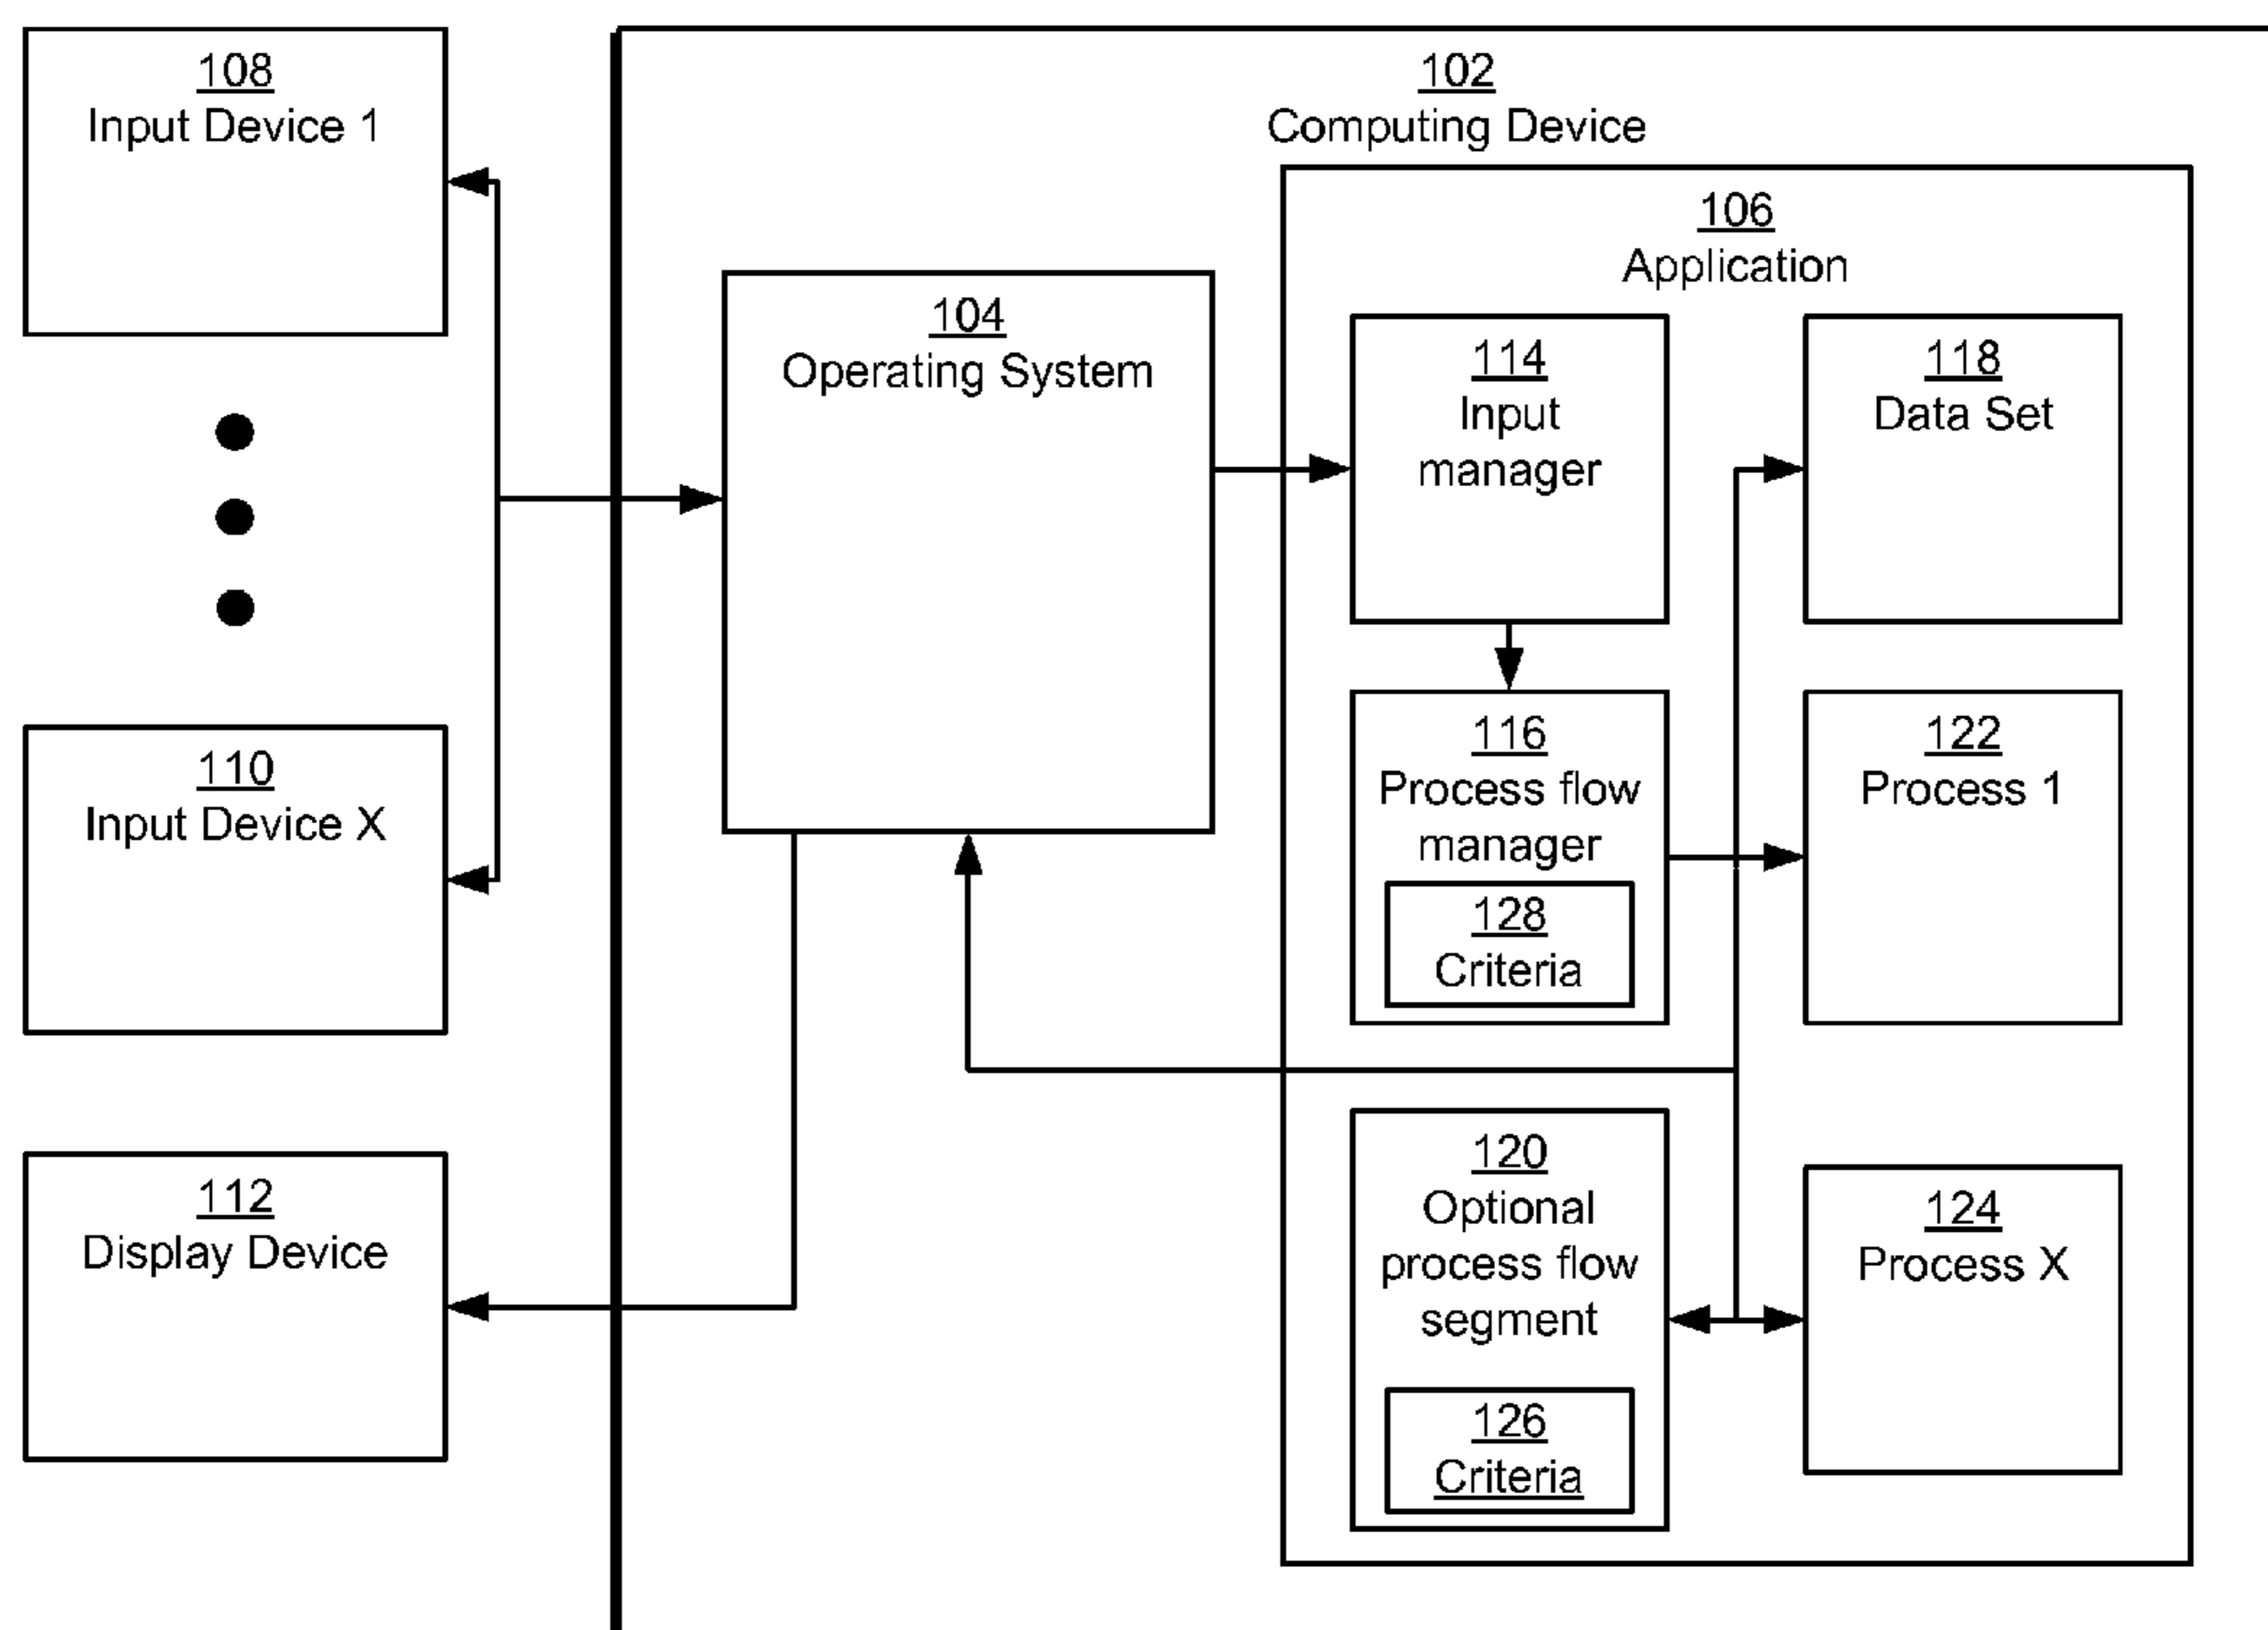 108
Input Device 1
102
Computing Device
106
Application
104
Operating System
114
Input
manager
118
Data Set
116
Process flow
manager
128
Criteria
122
Process 1
110
Input Device X
120
Optional
process flow
segment
126
Criteria
124
Process X
112
Display Device